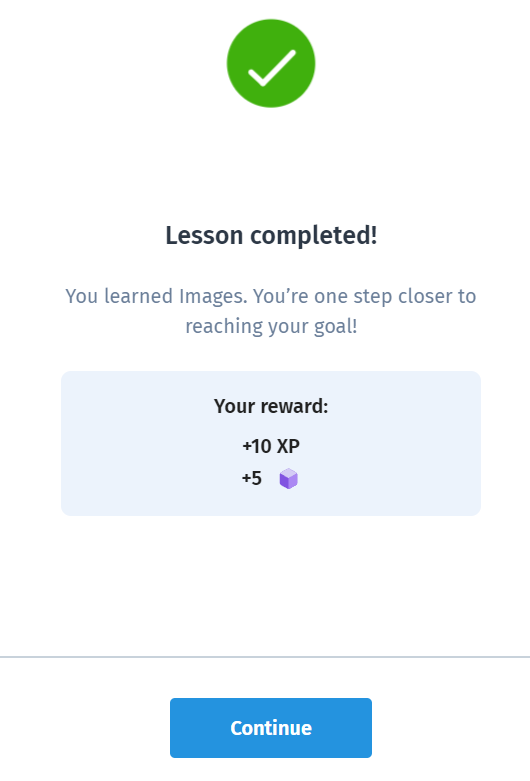 Lesson completed!
You learned Images. You’re one step closer to
reaching your goal!
Your reward:
+10 XP
+5
Continue